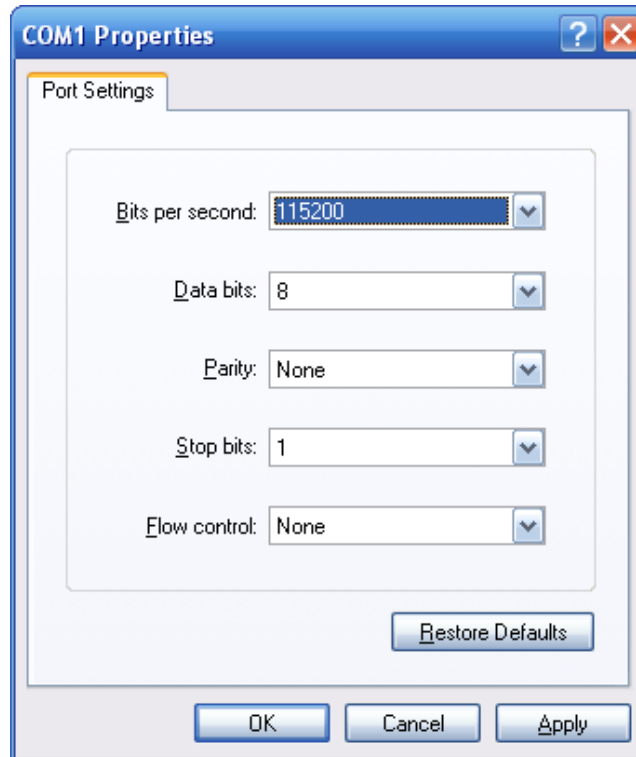 COM1 Properties
Port Settings
Bits per second: 115200
Data bits: 8
Parity: None
Stop bits: 1
Flow control: None
Restore Defaults
OK Cancel Apply